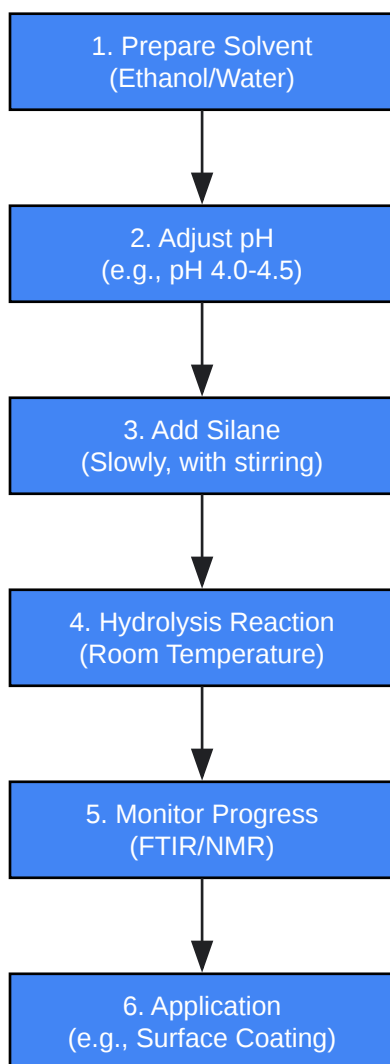 1. Prepare Solvent
(Ethanol/Water)
2. Adjust pH
(e.g., pH 4.0-4.5)
3. Add Silane
(Slowly, with stirring)
4. Hydrolysis Reaction
(Room Temperature)
5. Monitor Progress
(FTIR/NMR)
6. Application
(e.g., Surface Coating)